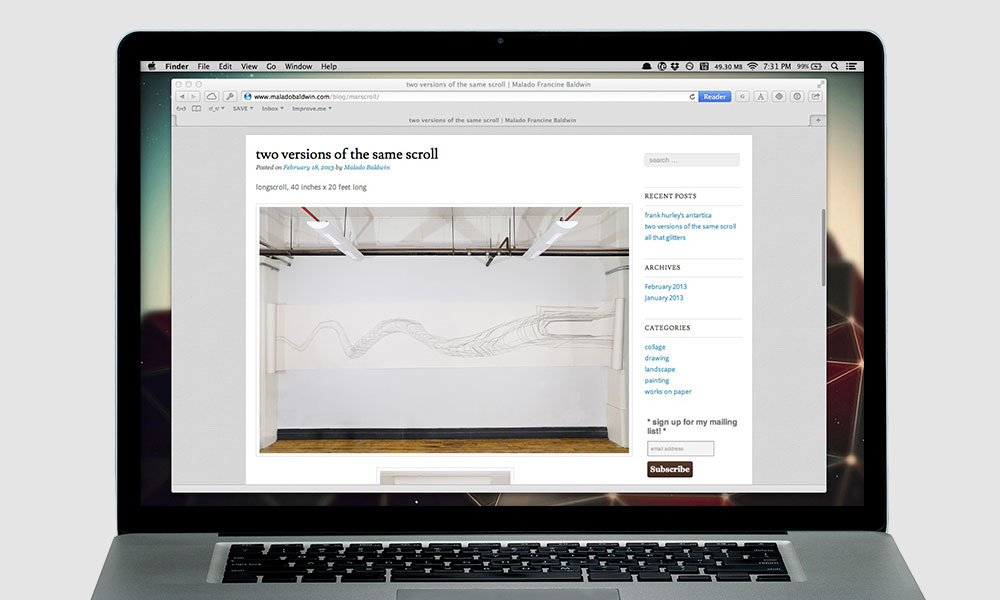 Finder File Edit View Go Window Help 49.30 MB 7:31 PM 99%
two versions of the same scroll | Malado Francine Baldwin
www.maladobaldwin.com/blog/marscroll/ Reader
SAVE Inbox Improve.me
two versions of the same scroll | Malado Francine Baldwin
two versions of the same scroll
Posted on February 18, 2013 by Malado Baldwin
longscroll, 40 inches x 20 feet long
search ...
RECENT POSTS
frank hurley's antartica
two versions of the same scroll
all that glitters
ARCHIVES
February 2013
January 2013
CATEGORIES
collage
drawing
landscape
painting
works on paper
* sign up for my mailing
list! *
email address
Subscribe